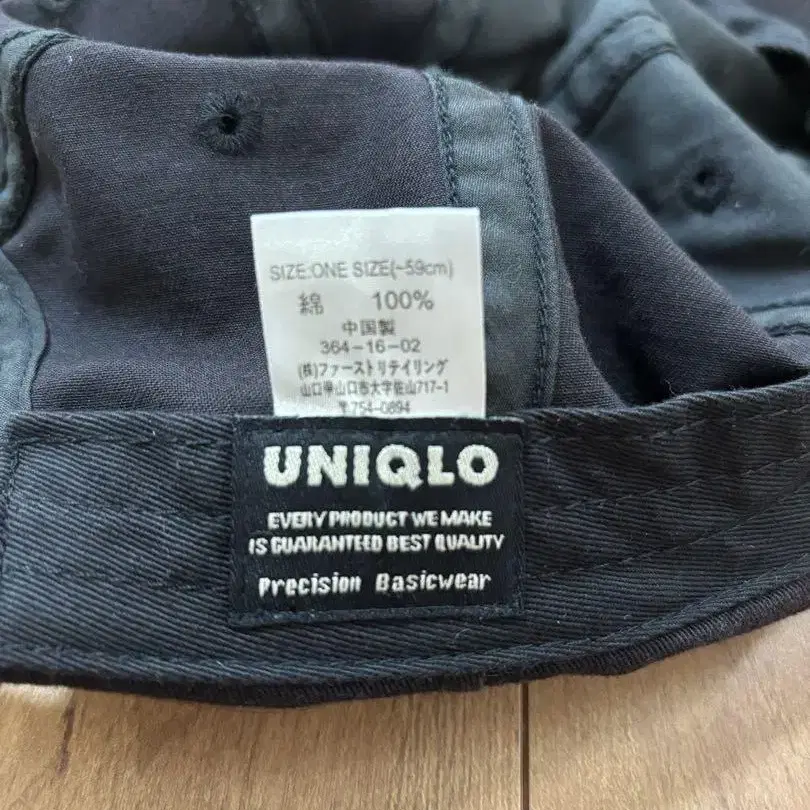 SIZE:ONE SIZE(~59cm)
綿 100%
中国製
364-16-02
(株)ファーストリテイリング
山口県山口市大字佐山717-1
〒754-0894
UNIQLO
EVERY PRODUCT WE MAKE
IS GUARANTEED BEST QUALITY
Precision Basicwear